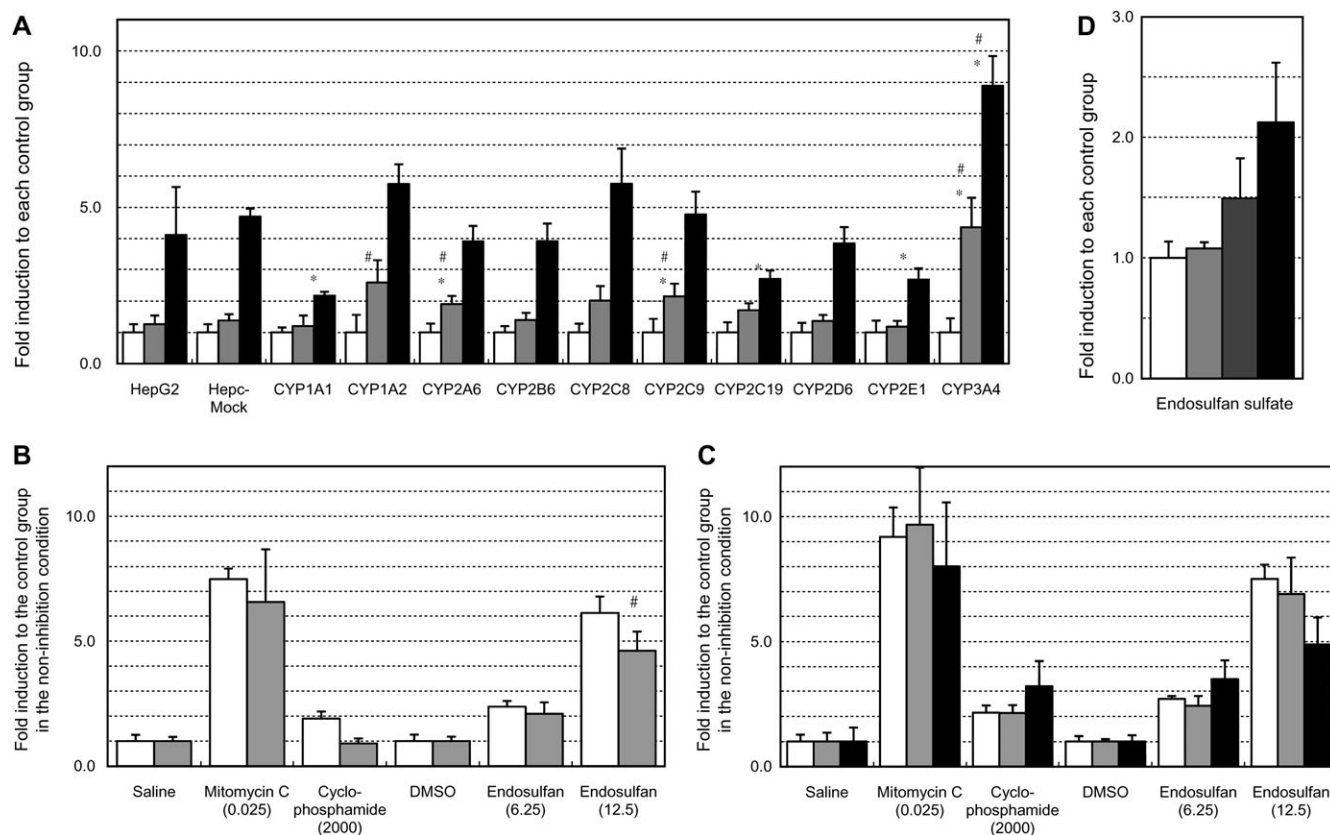 A
Fold induction to each control group
10.0
5.0
0.0
#
*
#
*
#
#
*
#
*
*
*
*
HepG2
Hepc-
Mock
CYP1A1
CYP1A2
CYP2A6
CYP2B6
CYP2C8
CYP2C9
CYP2C19
CYP2D6
CYP2E1
CYP3A4
D
Fold induction to each control group
3.0
2.0
1.0
0.0
Endosulfan sulfate
B
Fold induction to the control group
in the non-inhibition condition
10.0
5.0
0.0
#
Saline
Mitomycin C
(0.025)
Cyclo-
phosphamide
(2000)
DMSO
Endosulfan
(6.25)
Endosulfan
(12.5)
C
Fold induction to the control group
in the non-inhibition condition
10.0
5.0
0.0
Saline
Mitomycin C
(0.025)
Cyclo-
phosphamide
(2000)
DMSO
Endosulfan
(6.25)
Endosulfan
(12.5)